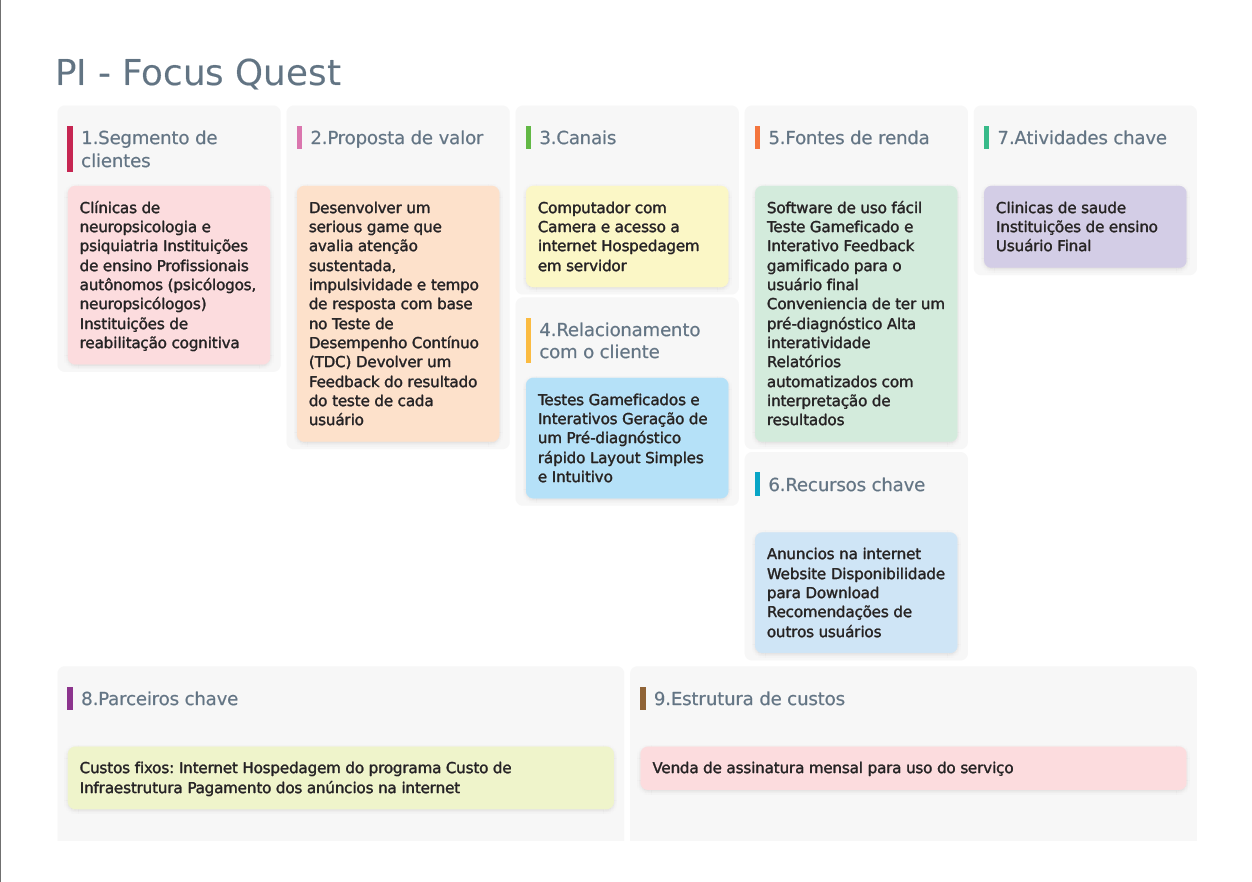 PI - Focus Quest
1.Segmento de
clientes
Clínicas de
neuropsicologia e
psiquiatria Instituições
de ensino Profissionais
autônomos (psicólogos,
neuropsicólogos)
Instituições de
reabilitação cognitiva
2.Proposta de valor
Desenvolver um
serious game que
avalia atenção
sustentada,
impulsividade e tempo
de resposta com base
no Teste de
Desempenho Contínuo
(TDC) Devolver um
Feedback do resultado
do teste de cada
usuário
3.Canais
Computador com
Camera e acesso a
internet Hospedagem
em servidor
4.Relacionamento
com o cliente
Testes Gameficados e
Interativos Geração de
um Pré-diagnóstico
rápido Layout Simples
e Intuitivo
5.Fontes de renda
Software de uso fácil
Teste Gameficado e
Interativo Feedback
gamificado para o
usuário final
Conveniencia de ter um
pré-diagnóstico Alta
interatividade
Relatórios
automatizados com
interpretação de
resultados
6.Recursos chave
Anuncios na internet
Website Disponibilidade
para Download
Recomendações de
outros usuários
7.Atividades chave
Clinicas de saude
Instituições de ensino
Usuário Final
8.Parceiros chave
Custos fixos: Internet Hospedagem do programa Custo de
Infraestrutura Pagamento dos anúncios na internet
9.Estrutura de custos
Venda de assinatura mensal para uso do serviço